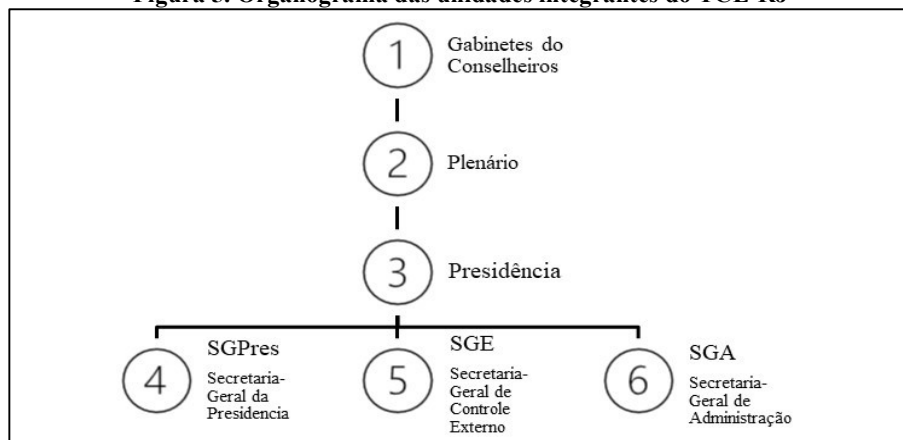 Figura 3. Organograma das unidades integrantes do TCE-RJ
1
Gabinetes do
Conselheiros
2
Plenário
3
Presidência
4
SGPres
Secretaria-
Geral da
Presidencia
5
SGE
Secretaria-
Geral de
Controle
Externo
6
SGA
Secretaria-
Geral de
Administração